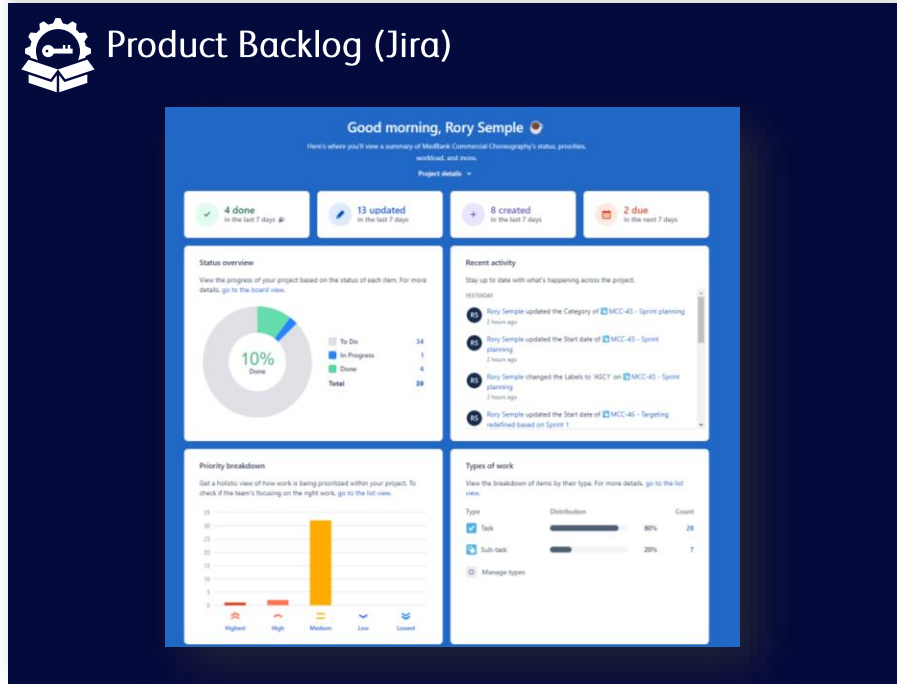 Product Backlog (Jira)
Good morning, Rory Semple
Here's where you'll view a summary of MedBank Commercial Choreography's status, priorities,
workload, and more.
Project details
4 done
in the last 7 days
13 updated
in the last 7 days
8 created
in the last 7 days
2 due
in the next 7 days
Status overview
View the progress of your project based on the status of each item. For more
details, go to the board view.
10%
Done
To Do 34
In Progress 1
Done 4
Total 39
Recent activity
Stay up to date with what's happening across the project.
YESTERDAY
RS
Rory Semple updated the Category of MCC-43 - Sprint planning
2 hours ago
RS
Rory Semple updated the Start date of MCC-43 - Sprint
planning
2 hours ago
RS
Rory Semple changed the Labels to 'ASC1' on MCC-43 - Sprint
planning
2 hours ago
RS
Rory Semple updated the Start date of MCC-46 - Targeting
redefined based on Sprint 1
Priority breakdown
Get a holistic view of how work is being prioritized within your project. To
check if the team's focusing on the right work, go to the list view.
35
25
20
15
10
5
0
Highest
High
Medium
Low
Lowest
Types of work
View the breakdown of items by their type. For more details, go to the list
view.
Type Distribution Count
Task 80% 28
Sub-task 20% 7
Manage types